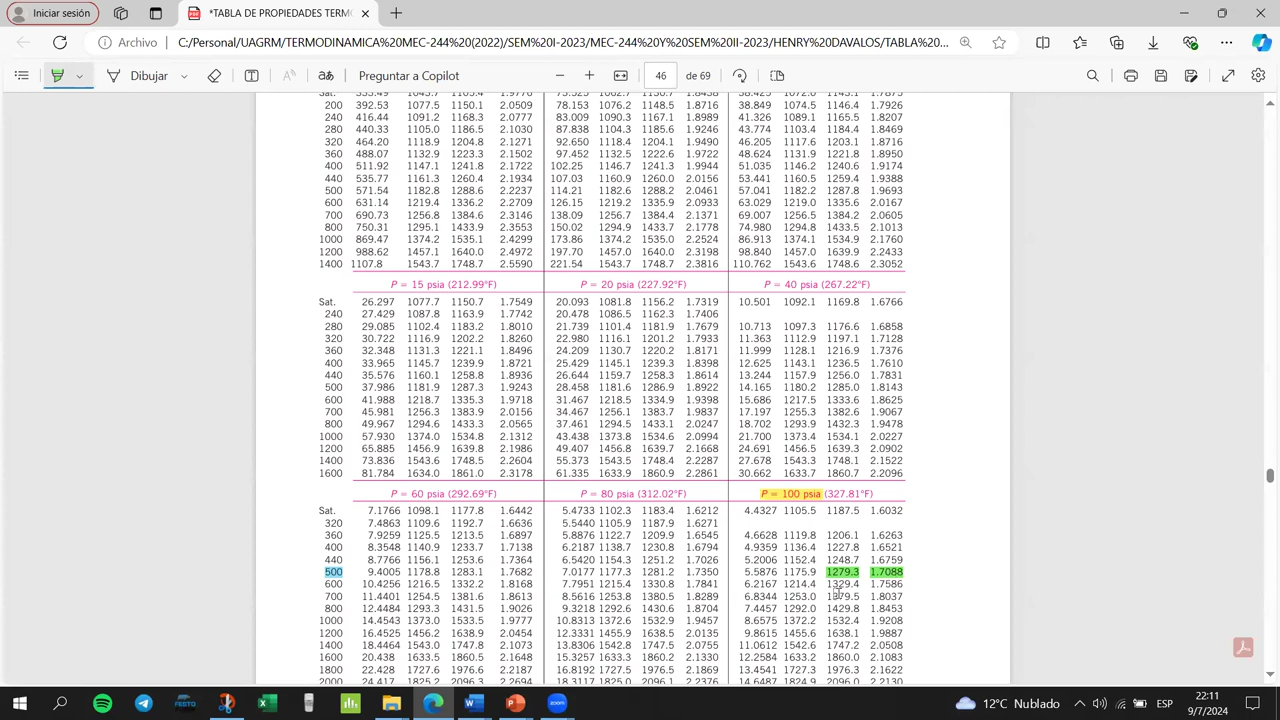 Iniciar sesión
*TABLA DE PROPIEDADES TERMO
Archivo C:/Personal/UAGRM/TERMODINAMICA%20MEC-244%20(2022)/SEM%20I-2023/MEC-244%20Y%20SEM%20II-2023/HENRY%20DAVALOS/TABLA%20...
Dibujar Preguntar a Copilot 46 de 69
200 392.53 1077.5 1150.1 2.0509 78.153 1076.2 1148.5 1.8716 38.849 1074.5 1146.4 1.7926
240 416.44 1091.2 1168.3 2.0777 83.009 1090.3 1167.1 1.8989 41.326 1089.1 1165.5 1.8207
280 440.33 1105.0 1186.5 2.1030 87.838 1104.3 1185.6 1.9246 43.774 1103.4 1184.4 1.8469
320 464.20 1118.9 1204.8 2.1271 92.650 1118.4 1204.1 1.9490 46.205 1117.6 1203.1 1.8716
360 488.07 1132.9 1223.3 2.1502 97.452 1132.5 1222.6 1.9722 48.624 1131.9 1221.8 1.8950
400 511.92 1147.1 1241.8 2.1722 102.25 1146.7 1241.3 1.9944 51.035 1146.2 1240.6 1.9174
440 535.77 1161.3 1260.4 2.1934 107.03 1160.9 1260.0 2.0156 53.441 1160.5 1259.4 1.9388
500 571.54 1182.8 1288.6 2.2237 114.21 1182.6 1288.2 2.0461 57.041 1182.2 1287.8 1.9693
600 631.14 1219.4 1336.2 2.2709 126.15 1219.2 1335.9 2.0933 63.029 1219.0 1335.6 2.0167
700 690.73 1256.8 1384.6 2.3146 138.09 1256.7 1384.4 2.1371 69.007 1256.5 1384.2 2.0605
800 750.31 1295.1 1433.9 2.3553 150.02 1294.9 1433.7 2.1778 74.980 1294.8 1433.5 2.1013
1000 869.47 1374.2 1535.1 2.4299 173.86 1374.2 1535.0 2.2524 86.913 1374.1 1534.9 2.1760
1200 988.62 1457.1 1640.0 2.4972 197.70 1457.0 1640.0 2.3198 98.840 1457.0 1639.9 2.2433
1400 1107.8 1543.7 1748.7 2.5590 221.54 1543.7 1748.7 2.3816 110.762 1543.6 1748.6 2.3052
P = 15 psia (212.99°F) P = 20 psia (227.92°F) P = 40 psia (267.22°F)
Sat. 26.297 1077.7 1150.7 1.7549 20.093 1081.8 1156.2 1.7319 10.501 1092.1 1169.8 1.6766
240 27.429 1087.8 1163.9 1.7742 20.478 1086.5 1162.3 1.7406
280 29.085 1102.4 1183.2 1.8010 21.739 1101.4 1181.9 1.7679 10.713 1097.3 1176.6 1.6858
320 30.722 1116.9 1202.2 1.8260 22.980 1116.1 1201.2 1.7933 11.363 1112.9 1197.1 1.7128
360 32.348 1131.3 1221.1 1.8496 24.209 1130.7 1220.2 1.8171 11.999 1128.1 1216.9 1.7376
400 33.965 1145.7 1239.9 1.8721 25.429 1145.1 1239.3 1.8398 12.625 1143.1 1236.5 1.7610
440 35.576 1160.1 1258.8 1.8936 26.644 1159.7 1258.3 1.8614 13.244 1157.9 1256.0 1.7831
500 37.986 1181.9 1287.3 1.9243 28.458 1181.6 1286.9 1.8922 14.165 1180.2 1285.0 1.8143
600 41.988 1218.7 1335.3 1.9718 31.467 1218.5 1334.9 1.9398 15.686 1217.5 1333.6 1.8625
700 45.981 1256.3 1383.9 2.0156 34.467 1256.1 1383.7 1.9837 17.197 1255.3 1382.6 1.9067
800 49.967 1294.6 1433.3 2.0565 37.461 1294.5 1433.1 2.0247 18.702 1293.9 1432.3 1.9478
1000 57.930 1374.0 1534.8 2.1312 43.438 1373.8 1534.6 2.0994 21.700 1373.4 1534.1 2.0227
1200 65.885 1456.9 1639.8 2.1986 49.407 1456.8 1639.7 2.1668 24.691 1456.5 1639.3 2.0902
1400 73.836 1543.6 1748.5 2.2604 55.373 1543.5 1748.4 2.2287 27.678 1543.3 1748.1 2.1522
1600 81.784 1634.0 1861.0 2.3178 61.335 1633.9 1860.9 2.2861 30.662 1633.7 1860.7 2.2096
P = 60 psia (292.69°F) P = 80 psia (312.02°F) P = 100 psia (327.81°F)
Sat. 7.1766 1098.1 1177.8 1.6442 5.4733 1102.3 1183.4 1.6212 4.4327 1105.5 1187.5 1.6032
320 7.4863 1109.6 1192.7 1.6636 5.5440 1105.9 1187.9 1.6271
360 7.9259 1125.5 1213.5 1.6897 5.8876 1122.7 1209.9 1.6545 4.6628 1119.8 1206.1 1.6263
400 8.3548 1140.9 1233.7 1.7138 6.2187 1138.7 1230.8 1.6794 4.9359 1136.4 1227.8 1.6521
440 8.7766 1156.1 1253.6 1.7364 6.5420 1154.3 1251.2 1.7026 5.2006 1152.4 1248.7 1.6759
500 9.4005 1178.8 1283.1 1.7682 7.0177 1177.3 1281.2 1.7350 5.5876 1175.9 1279.3 1.7088
600 10.4256 1216.5 1332.2 1.8168 7.7951 1215.4 1330.8 1.7841 6.2167 1214.4 1329.4 1.7586
700 11.4401 1254.5 1381.6 1.8613 8.5616 1253.8 1380.5 1.8289 6.8344 1253.0 1379.5 1.8037
800 12.4484 1293.3 1431.5 1.9026 9.3218 1292.6 1430.6 1.8704 7.4457 1292.0 1429.8 1.8453
1000 14.4543 1373.0 1533.5 1.9777 10.8313 1372.6 1532.9 1.9457 8.6575 1372.2 1532.4 1.9208
1200 16.4525 1456.2 1638.9 2.0454 12.3331 1455.9 1638.5 2.0135 9.8615 1455.6 1638.1 1.9887
1400 18.4464 1543.0 1747.8 2.1073 13.8306 1542.8 1747.5 2.0755 11.0612 1542.6 1747.2 2.0508
1600 20.438 1633.5 1860.5 2.1648 15.3257 1633.3 1860.2 2.1330 12.2584 1633.2 1860.0 2.1083
1800 22.428 1727.6 1976.6 2.2187 16.8192 1727.5 1976.5 2.1869 13.4541 1727.3 1976.3 2.1622
12°C Nublado ESP 22:11
9/7/2024